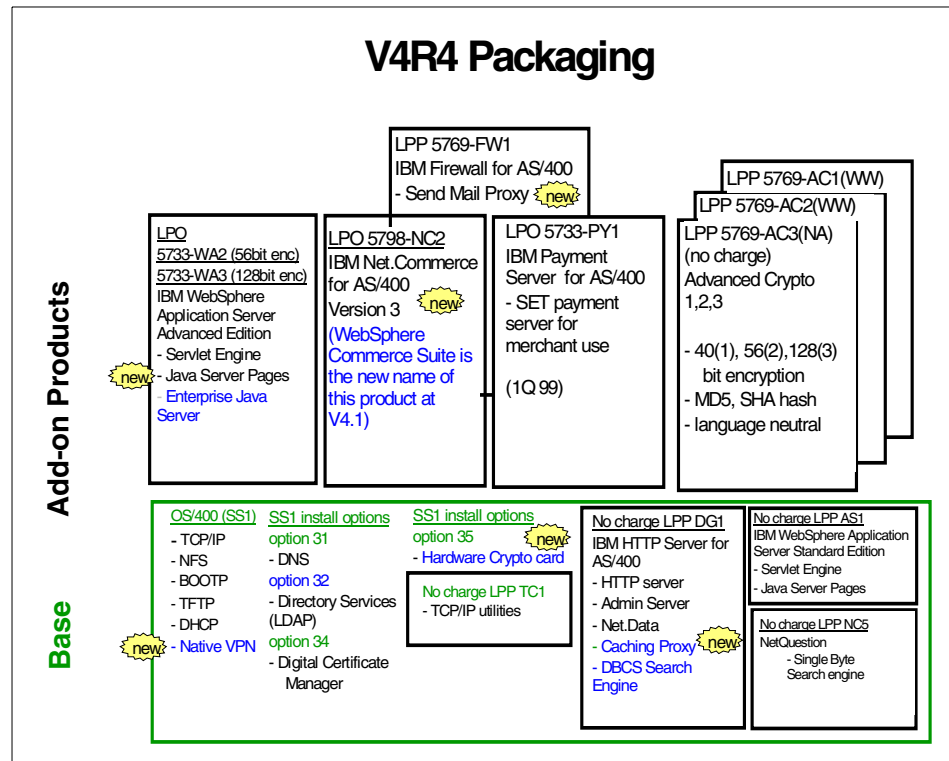 V4R4 Packaging
Add-on Products
LPP 5769-FW1
IBM Firewall for AS/400
- Send Mail Proxy
new
LPO
5733-WA2 (56bit enc)
5733-WA3 (128bit enc)
IBM WebSphere
Application Server
Advanced Edition
- Servlet Engine
- Java Server Pages
- Enterprise Java
Server
new
LPO 5798-NC2
IBM Net.Commerce
for AS/400
Version 3
new
(WebSphere
Commerce Suite is
the new name of
this product at
V4.1)
LPO 5733-PY1
IBM Payment
Server for AS/400
- SET payment
server for
merchant use
(1Q 99)
LPP 5769-AC1(WW)
LPP 5769-AC2(WW)
LPP 5769-AC3(NA)
(no charge)
Advanced Crypto
1,2,3
- 40(1), 56(2),128(3)
bit encryption
- MD5, SHA hash
- language neutral
Base
OS/400 (SS1)
- TCP/IP
- NFS
- BOOTP
- TFTP
- DHCP
- Native VPN
new
SS1 install options
option 31
- DNS
option 32
- Directory Services
(LDAP)
option 34
- Digital Certificate
Manager
SS1 install options
option 35
new
- Hardware Crypto card
No charge LPP TC1
- TCP/IP utilities
No charge LPP DG1
IBM HTTP Server for
AS/400
- HTTP server
- Admin Server
- Net.Data
- Caching Proxy
new
- DBCS Search
Engine
No charge LPP AS1
IBM WebSphere Application
Server Standard Edition
- Servlet Engine
- Java Server Pages
No charge LPP NC5
NetQuestion
- Single Byte
Search engine